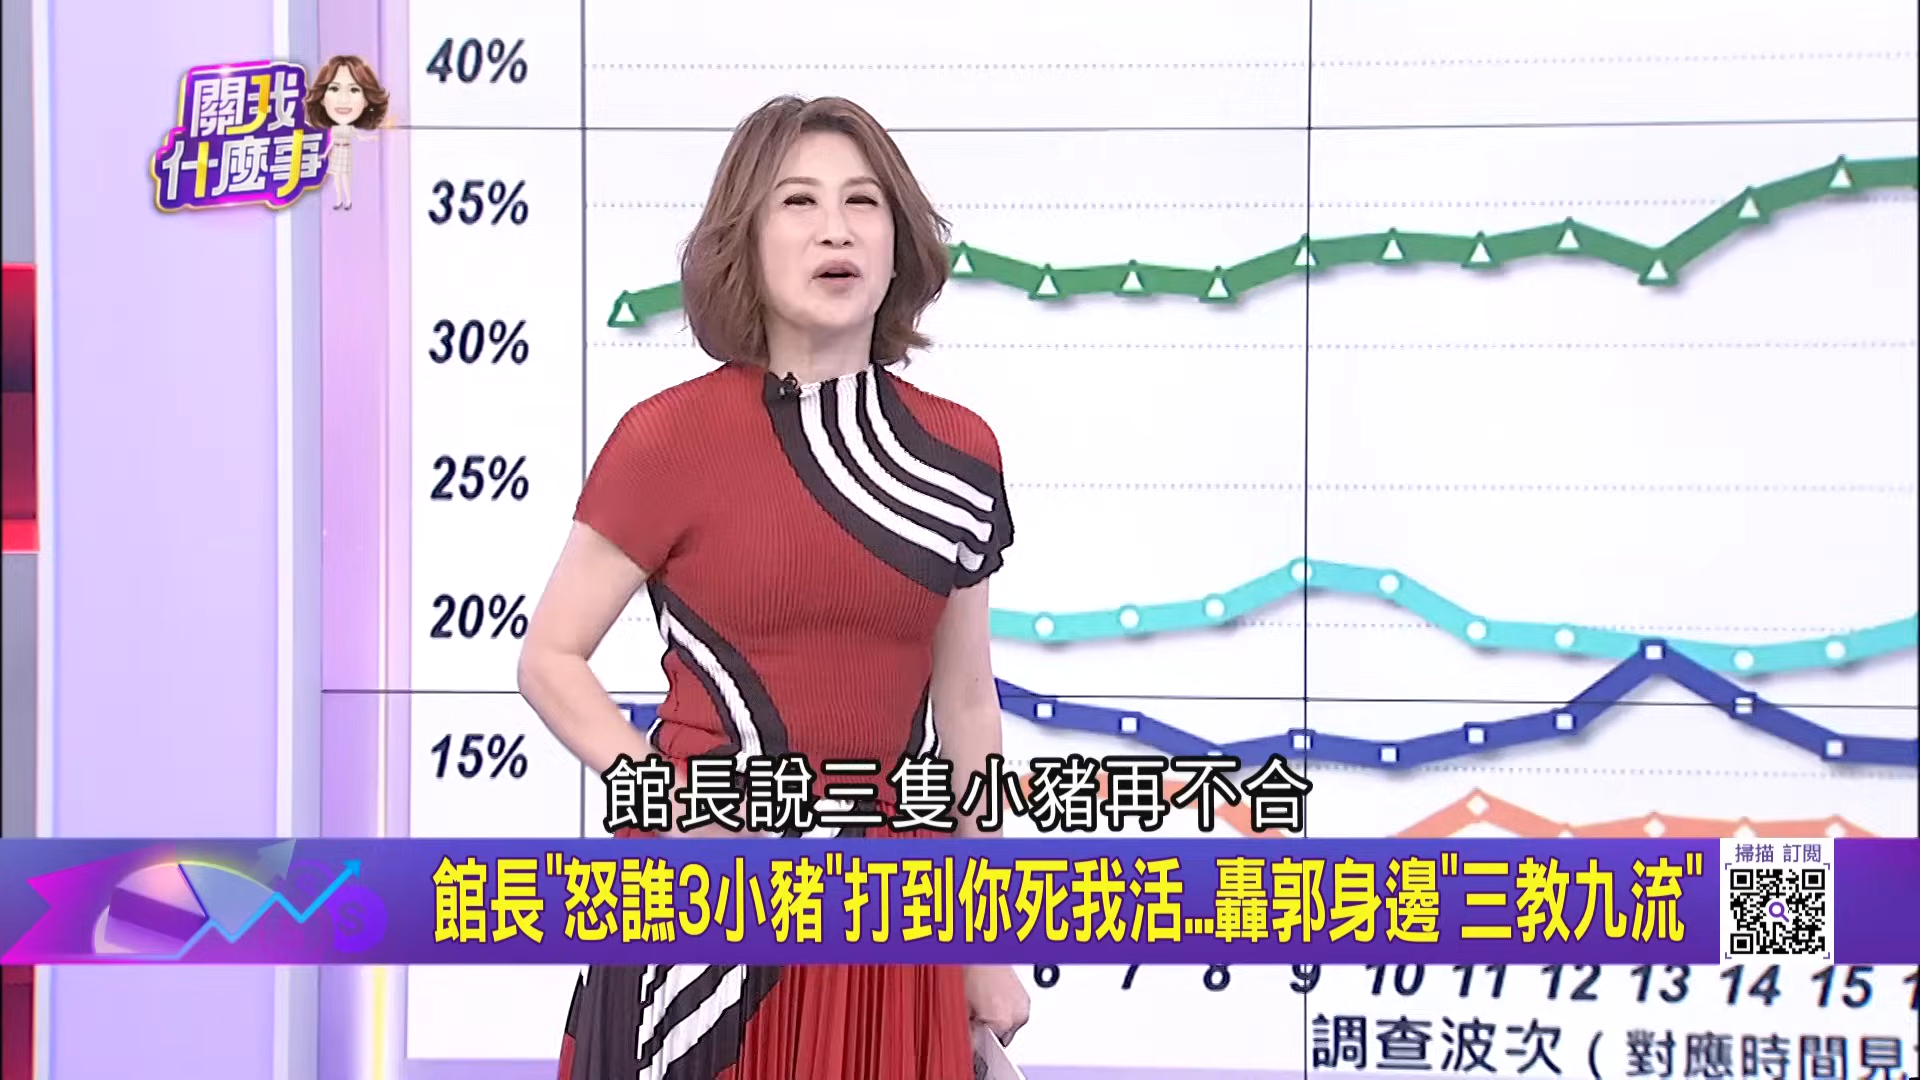 關我
什麼事
40%
35%
30%
25%
20%
15%
館長說三隻小豬再不合
館長"怒譙3小豬"打到你死我活...轟郭身邊"三教九流"
掃描 訂閱
6 7 8 9 10 11 12 13 14 15
調查波次(對應時間見